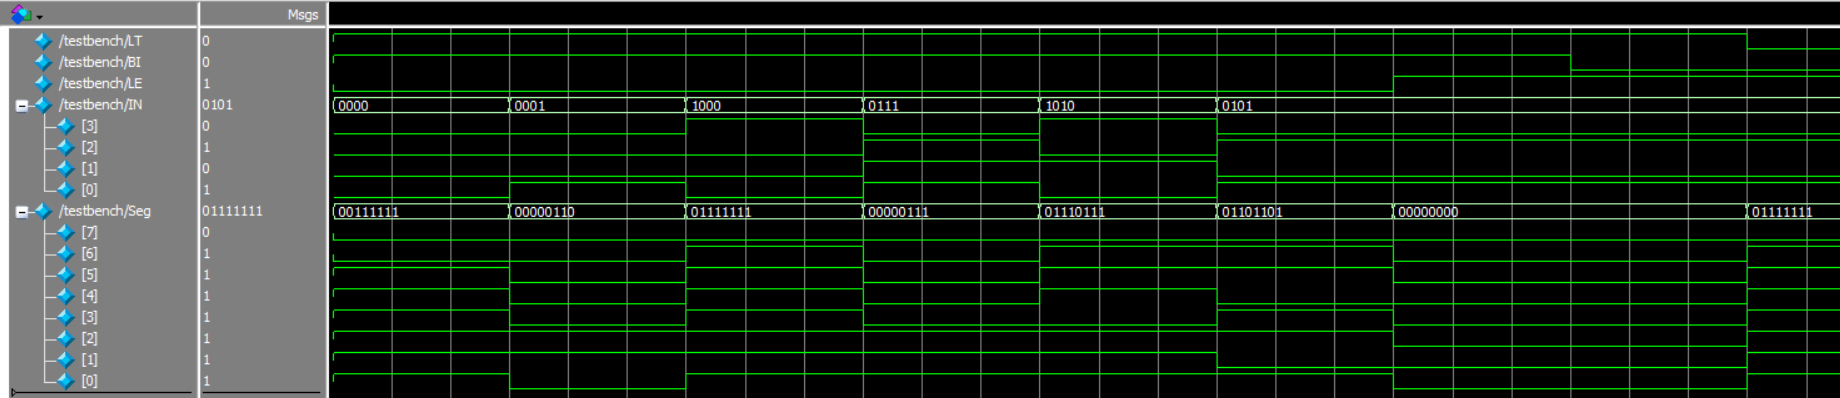 Msgs
/testbench/LT 0
/testbench/BI 0
/testbench/LE 1
/testbench/IN 0101 0000 0001 1000 0111 1010 0101
[3] 0
[2] 1
[1] 0
[0] 1
/testbench/Seg 01111111 00111111 00000110 01111111 00000111 01110111 01101101 00000000 01111111
[7] 0
[6] 1
[5] 1
[4] 1
[3] 1
[2] 1
[1] 1
[0] 1